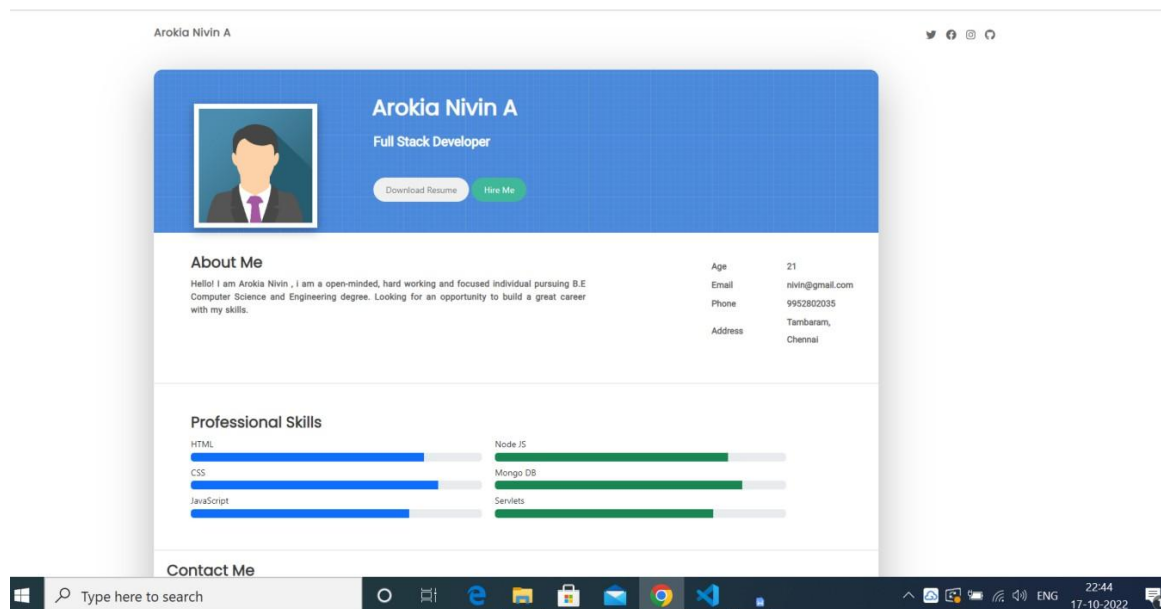 Arokia Nivin A
Arokia Nivin A
Full Stack Developer
Download Resume
Hire Me
About Me
Hello! I am Arokia Nivin , i am a open-minded, hard working and focused individual pursuing B.E
Computer Science and Engineering degree. Looking for an opportunity to build a great career
with my skills.
Age 21
Email nivin@gmail.com
Phone 9952802035
Address Tambaram,
Chennai
Professional Skills
HTML
CSS
JavaScript
Node JS
Mongo DB
Servlets
Contact Me
Type here to search
ENG
22:44
17-10-2022